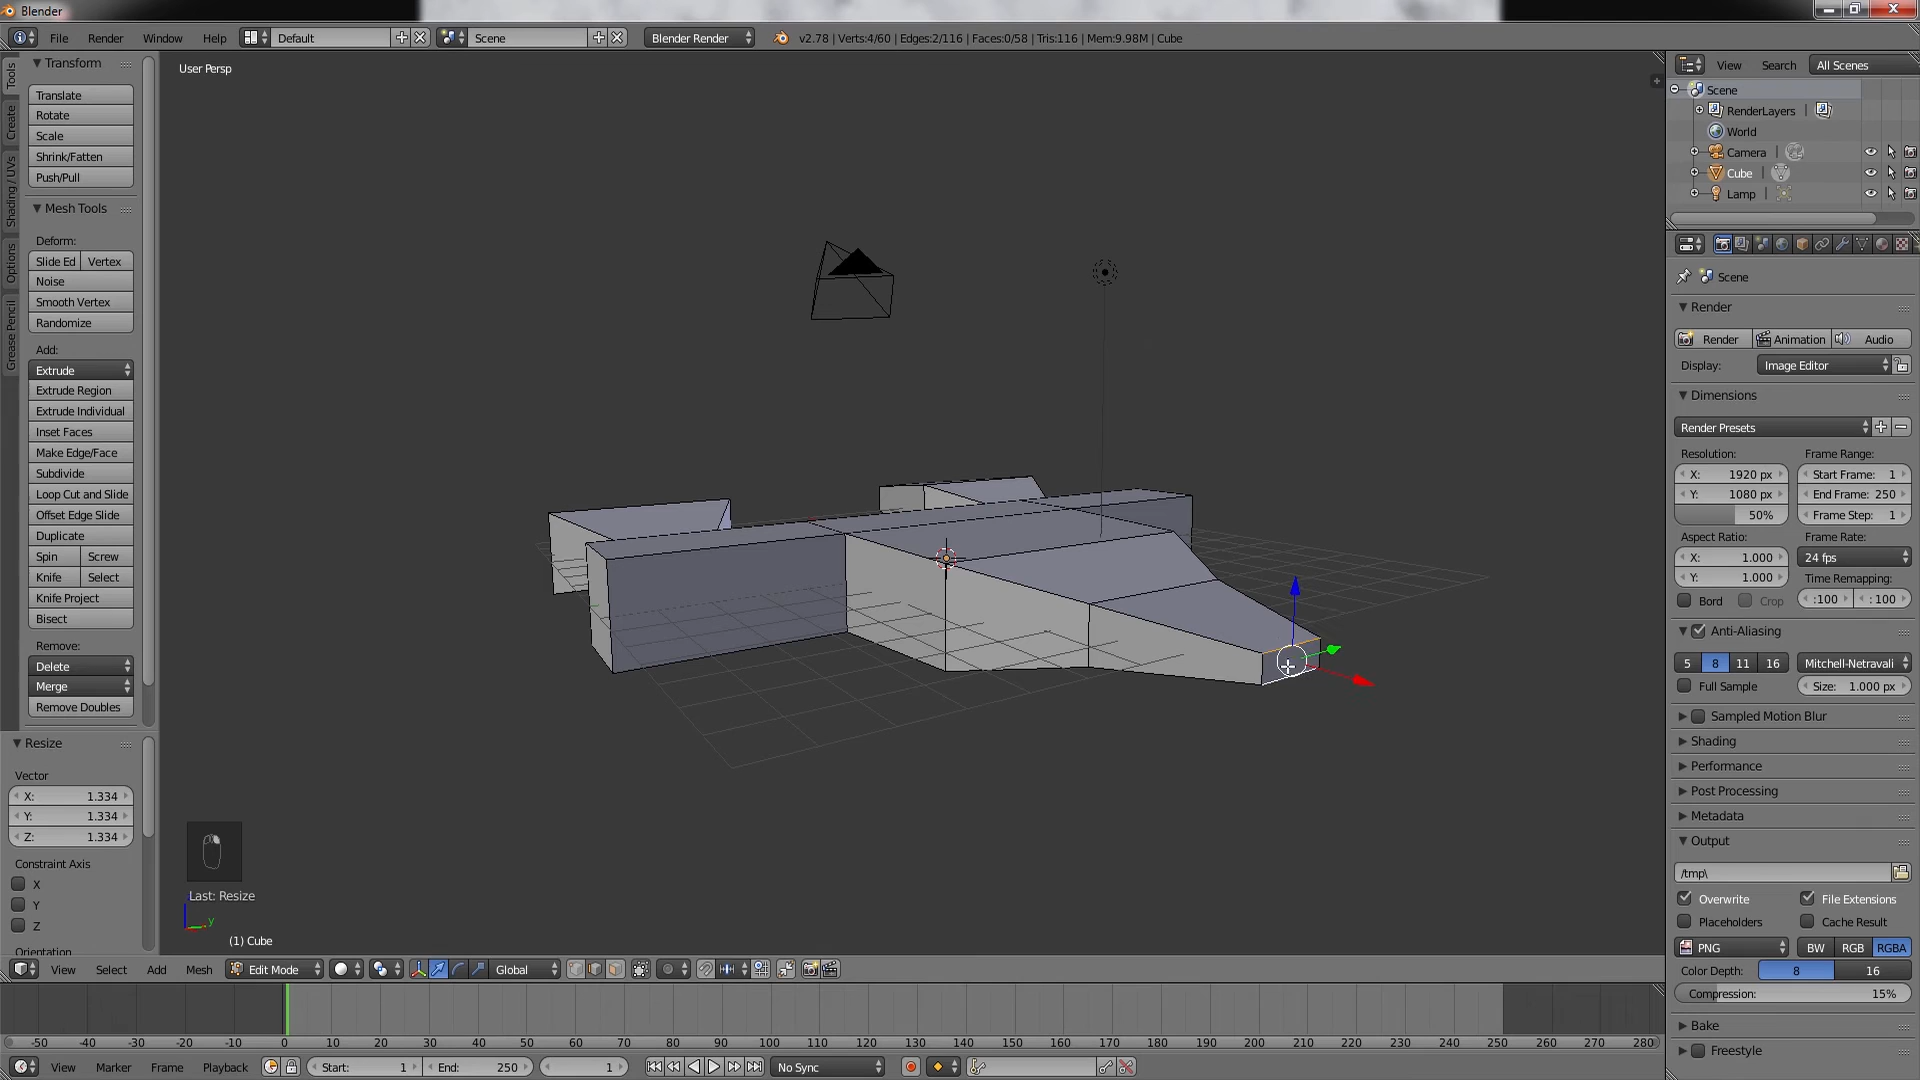 Blender
File Render Window Help Default Scene Blender Render v2.78 | Verts:4/60 | Edges:2/116 | Faces:0/58 | Tris:116 | Mem:9.98M | Cube
Tools
Create
Shading / UVs
Options
Grease Pencil
Transform
Translate
Rotate
Scale
Shrink/Fatten
Push/Pull
Mesh Tools
Deform:
Slide Ed Vertex
Noise
Smooth Vertex
Randomize
Add:
Extrude
Extrude Region
Extrude Individual
Inset Faces
Make Edge/Face
Subdivide
Loop Cut and Slide
Offset Edge Slide
Duplicate
Spin Screw
Knife Select
Knife Project
Bisect
Remove:
Delete
Merge
Remove Doubles
Resize
Vector
X: 1.334
Y: 1.334
Z: 1.334
Constraint Axis
X
Y
Z
Orientation
User Persp
Last: Resize
y
(1) Cube
View Select Add Mesh Edit Mode Global
-50 -40 -30 -20 -10 0 10 20 30 40 50 60 70 80 90 100 110 120 130 140 150 160 170 180 190 200 210 220 230 240 250 260 270 280
View Marker Frame Playback Start: 1 End: 250 1 No Sync
View Search All Scenes
Scene
RenderLayers |
World
Camera |
Cube |
Lamp |
Scene
Render
Render Animation Audio
Display: Image Editor
Dimensions
Render Presets
Resolution: Frame Range:
X: 1920 px Start Frame: 1
Y: 1080 px End Frame: 250
50% Frame Step: 1
Aspect Ratio: Frame Rate:
X: 1.000 24 fps
Y: 1.000 Time Remapping:
Bord Crop :100 : 100
Anti-Aliasing
5 8 11 16 Mitchell-Netravali
Full Sample Size: 1.000 px
Sampled Motion Blur
Shading
Performance
Post Processing
Metadata
Output
/tmp\
Overwrite File Extensions
Placeholders Cache Result
PNG BW RGB RGBA
Color Depth: 8 16
Compression: 15%
Bake
Freestyle